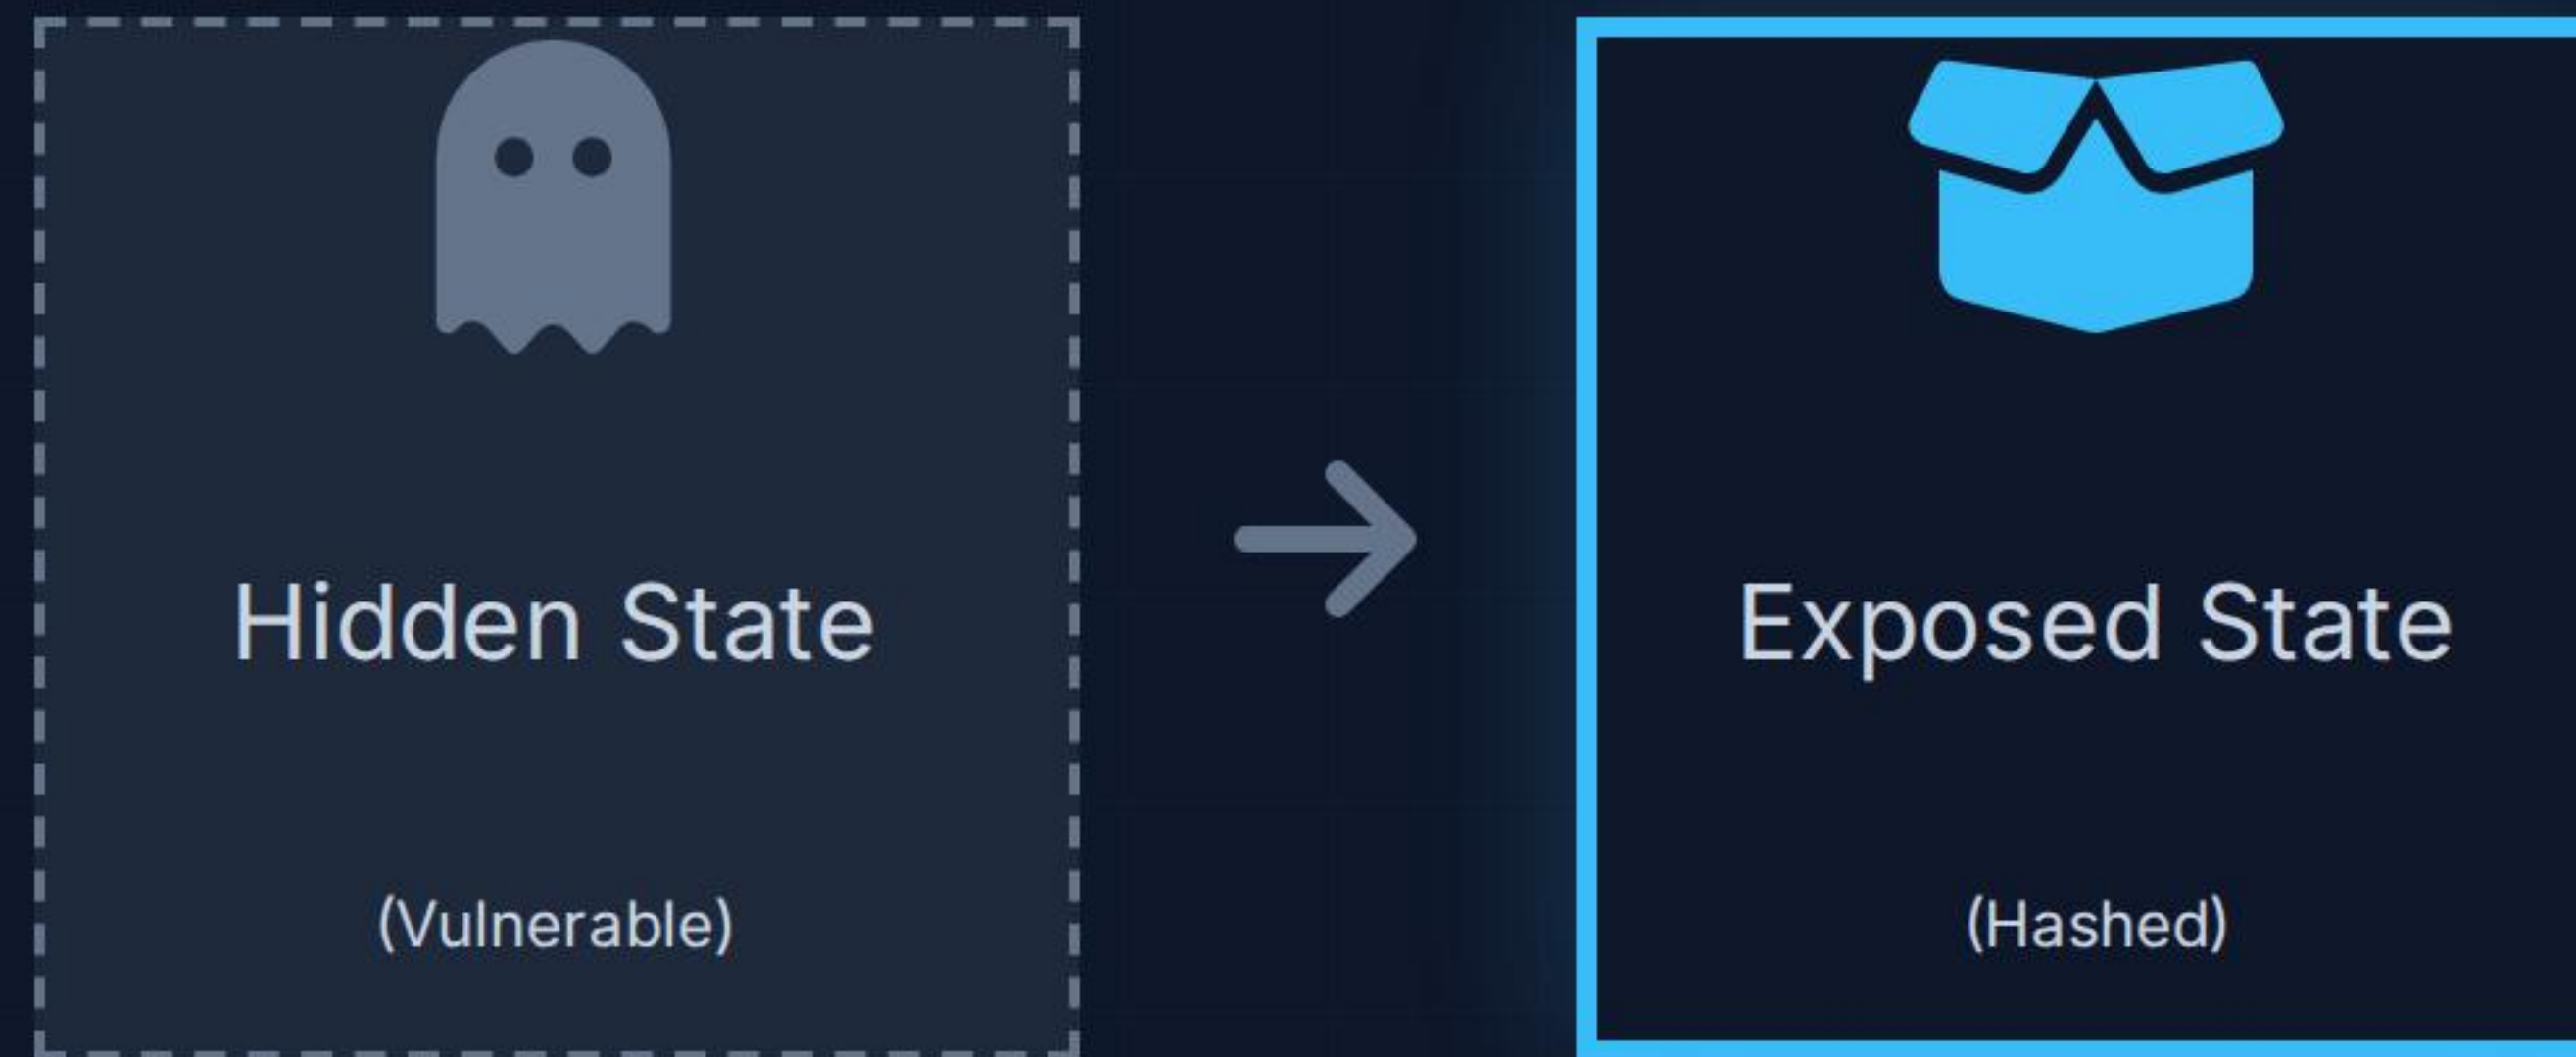 Hidden State
(Vulnerable)
Exposed State
(Hashed)